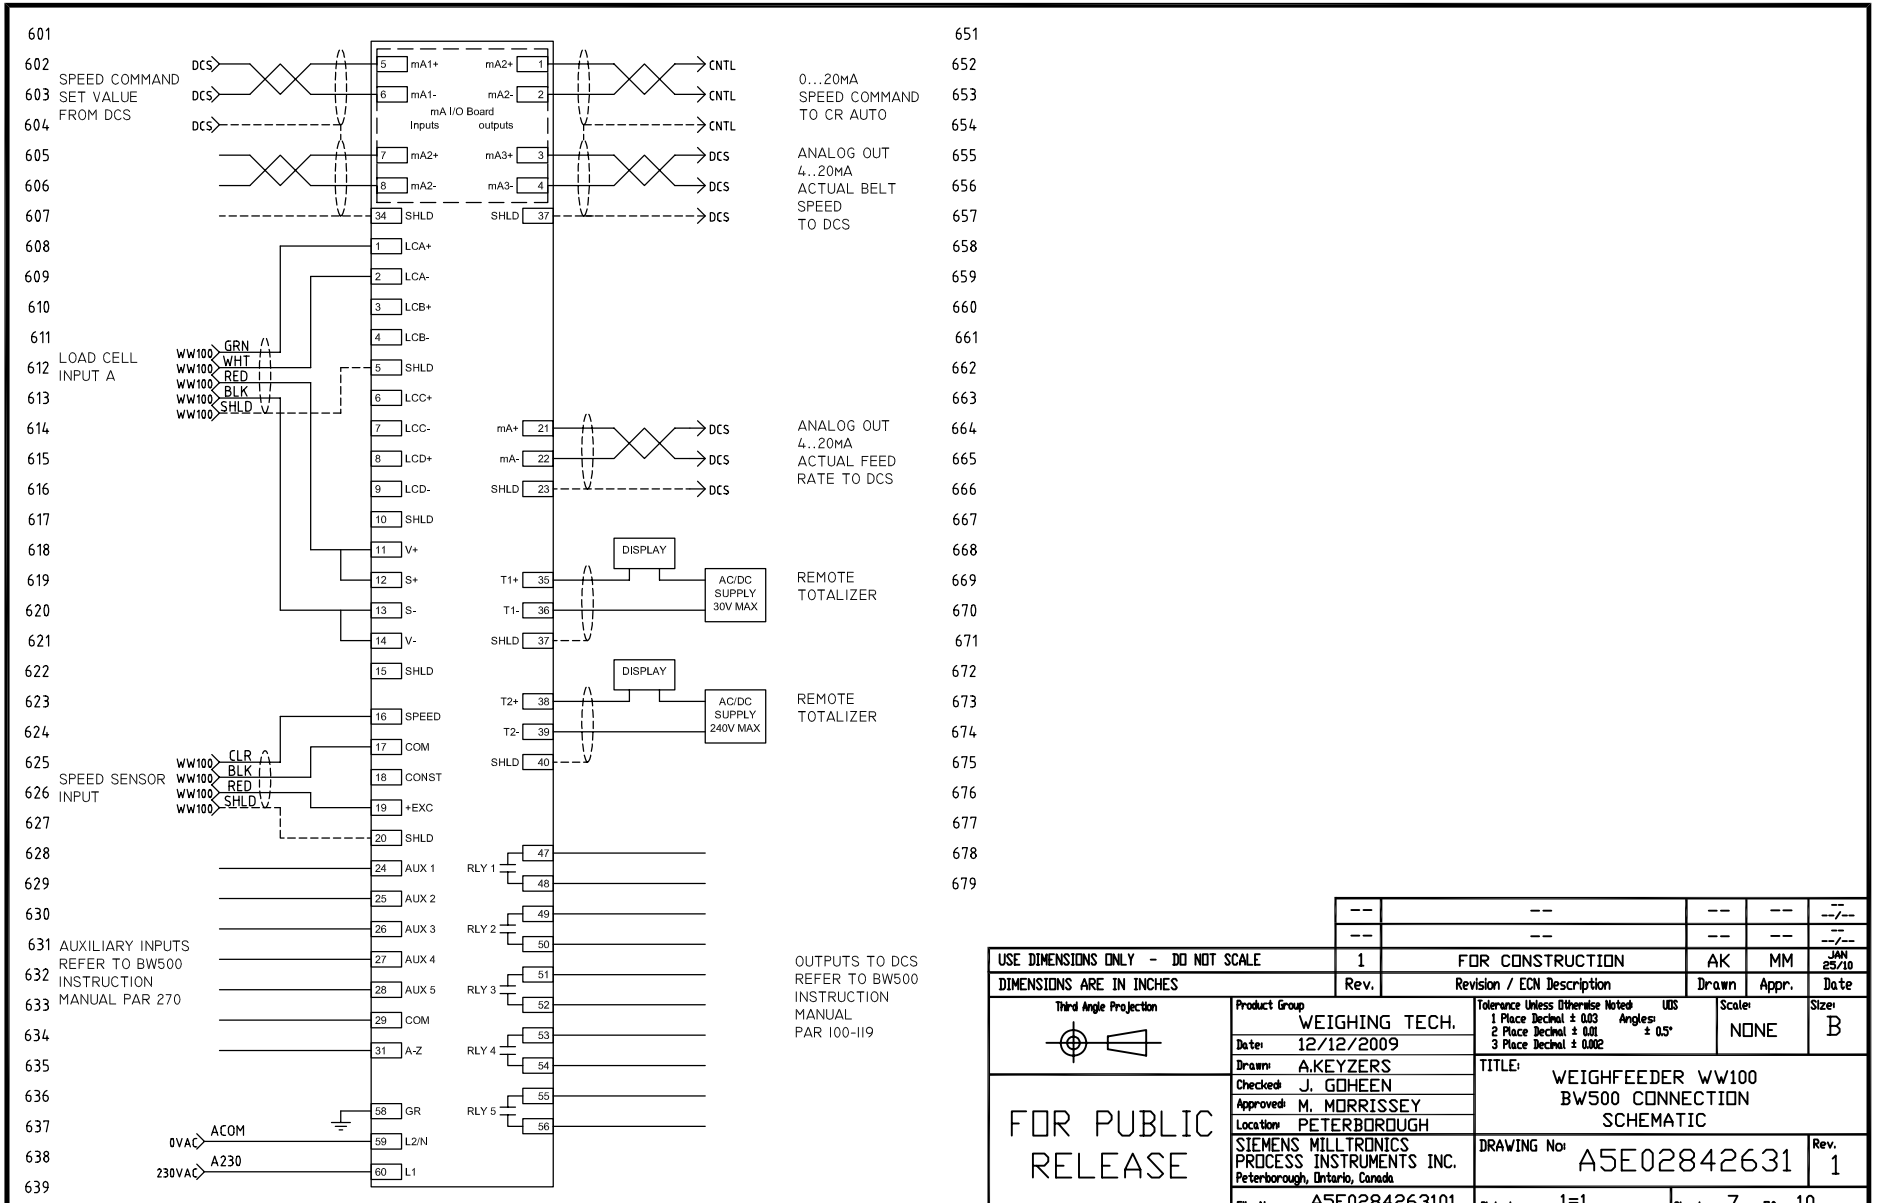 601
602
603
604
605
606
607
608
609
610
611
612
613
614
615
616
617
618
619
620
621
622
623
624
625
626
627
628
629
630
631
632
633
634
635
636
637
638
639
SPEED COMMAND
SET VALUE
FROM DCS
DCS
DCS
DCS
LOAD CELL
INPUT A
WW100 GRN
WW100 WHT
WW100 RED
WW100 BLK
WW100 SHLD
SPEED SENSOR
INPUT
WW100 CLR
WW100 BLK
WW100 RED
WW100 SHLD
AUXILIARY INPUTS
REFER TO BW500
INSTRUCTION
MANUAL PAR 270
0VAC ACOM
230VAC A230
5 mA1+
6 mA1-
mA I/O Board
Inputs outputs
7 mA2+
8 mA2-
34 SHLD
1 LCA+
2 LCA-
3 LCB+
4 LCB-
5 SHLD
6 LCC+
7 LCC-
8 LCD+
9 LCD-
10 SHLD
11 V+
12 S+
13 S-
14 V-
15 SHLD
16 SPEED
17 COM
18 CONST
19 +EXC
20 SHLD
24 AUX 1
25 AUX 2
26 AUX 3
27 AUX 4
28 AUX 5
29 COM
31 A-Z
58 GR
59 L2/N
60 L1
mA2+ 1
mA2- 2
mA3+ 3
mA3- 4
SHLD 37
mA+ 21
mA- 22
SHLD 23
T1+ 35
T1- 36
SHLD 37
T2+ 38
T2- 39
SHLD 40
RLY 1 47
48
RLY 2 49
50
RLY 3 51
52
RLY 4 53
54
RLY 5 55
56
CNTL
CNTL
CNTL
DCS
DCS
DCS
DCS
DCS
DCS
DISPLAY
AC/DC
SUPPLY
30V MAX
DISPLAY
AC/DC
SUPPLY
240V MAX
0...20MA
SPEED COMMAND
TO CR AUTO
ANALOG OUT
4..20MA
ACTUAL BELT
SPEED
TO DCS
ANALOG OUT
4..20MA
ACTUAL FEED
RATE TO DCS
REMOTE
TOTALIZER
REMOTE
TOTALIZER
OUTPUTS TO DCS
REFER TO BW500
INSTRUCTION
MANUAL
PAR 100-119
651
652
653
654
655
656
657
658
659
660
661
662
663
664
665
666
667
668
669
670
671
672
673
674
675
676
677
678
679
-- -- -- -- -- --/--
-- -- -- -- -- --/--
USE DIMENSIONS ONLY - DO NOT SCALE 1 FOR CONSTRUCTION AK MM JAN 25/10
DIMENSIONS ARE IN INCHES Rev. Revision / ECN Description Drawn Appr. Date
Third Angle Projection
Product Group
WEIGHING TECH.
Date: 12/12/2009
Drawn: A.KEYZERS
Checked: J. GOHEEN
Approved: M. MORRISSEY
Location: PETERBOROUGH
SIEMENS MILLTRONICS
PROCESS INSTRUMENTS INC.
Peterborough, Ontario, Canada
A5E0284263101
Tolerance Unless Otherwise Noted: UOS
1 Place Decimal ± 0.03 Angles:
2 Place Decimal ± 0.01 ± 0.5°
3 Place Decimal ± 0.002
Scale:
NONE
Size:
B
TITLE:
WEIGHFEEDER WW100
BW500 CONNECTION
SCHEMATIC
DRAWING No: A5E02842631
Rev.
1
1=1
7 10
FOR PUBLIC
RELEASE